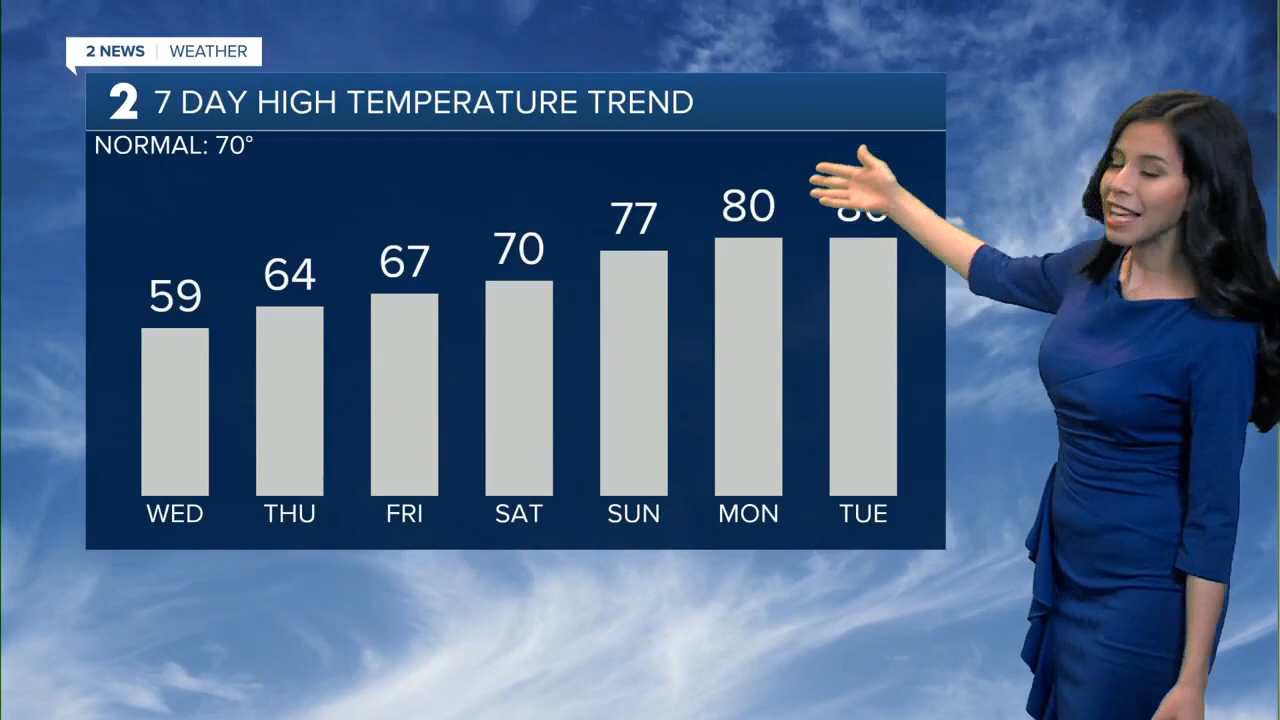 2 NEWS WEATHER
2 7 DAY HIGH TEMPERATURE TREND
NORMAL: 70°
59 64 67 70 77 80 80
WED THU FRI SAT SUN MON TUE